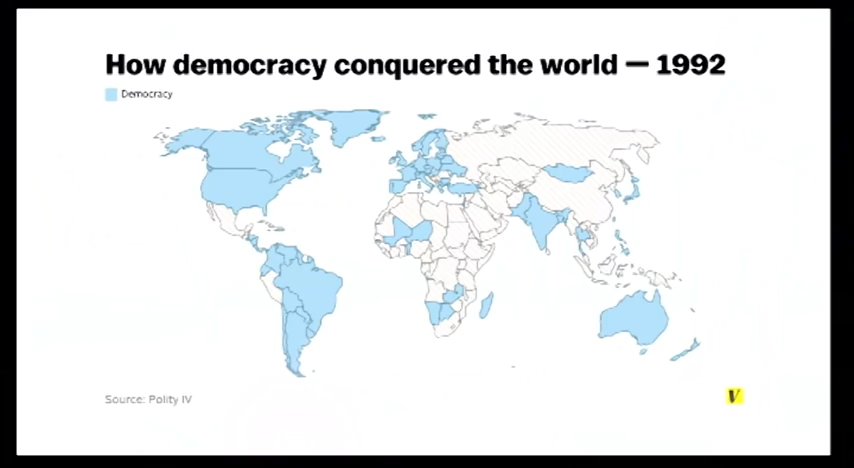 How democracy conquered the world — 1992
Democracy
Source: Polity IV
V